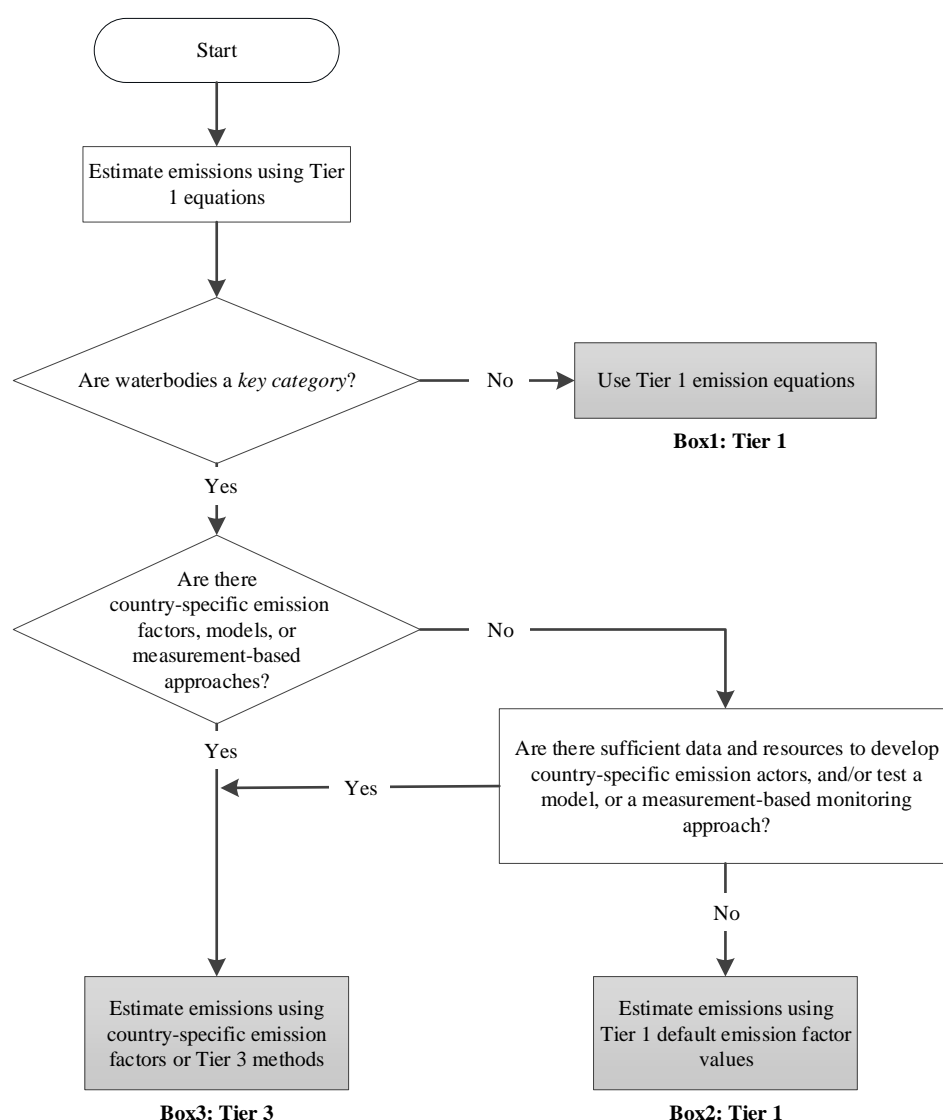 Start
Estimate emissions using Tier
1 equations
Are waterbodies a key category?
No
Use Tier 1 emission equations
Box1: Tier 1
Yes
Are there
country-specific emission
factors, models, or
measurement-based
approaches?
No
Yes
Are there sufficient data and resources to develop
country-specific emission actors, and/or test a
model, or a measurement-based monitoring
approach?
Yes
No
Estimate emissions using
country-specific emission
factors or Tier 3 methods
Box3: Tier 3
Estimate emissions using
Tier 1 default emission factor
values
Box2: Tier 1